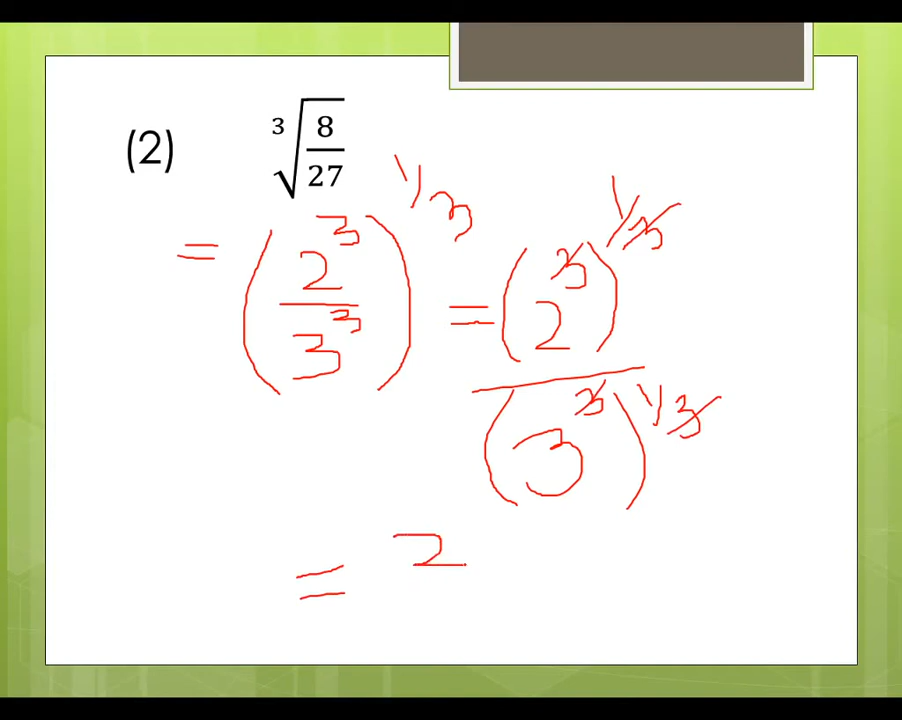 (2) ∛(8/27)
= (2³/3³)^1/3 = (2³)^1/3 / (3³)^1/3
= 2